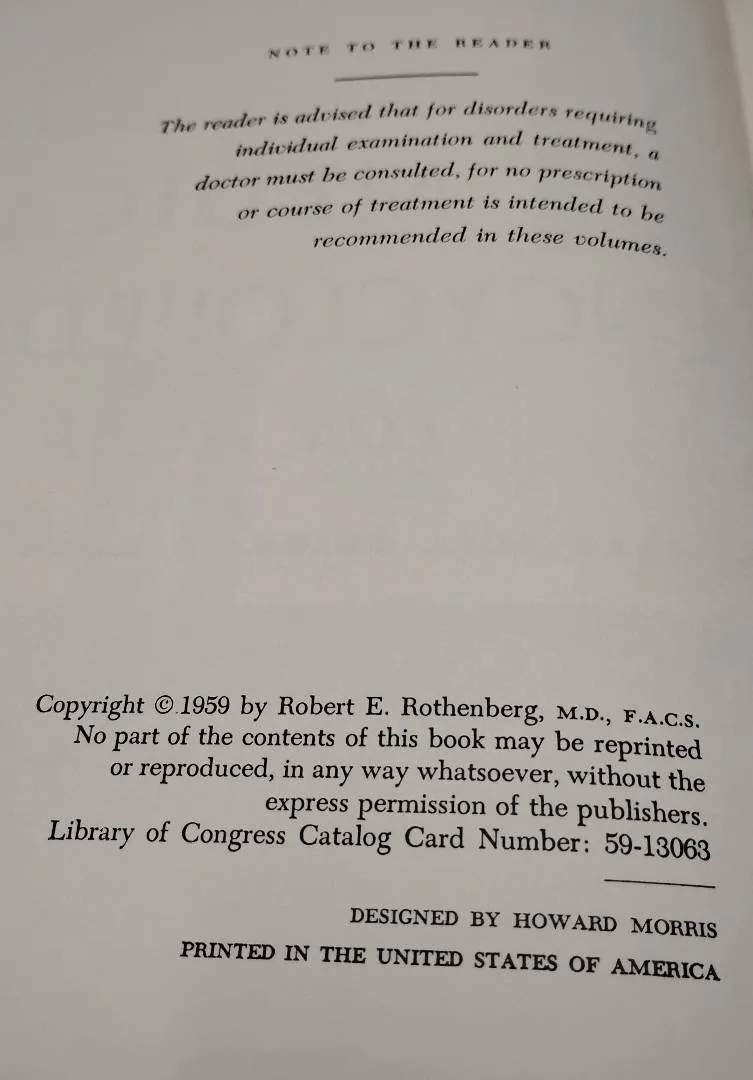 NOTE TO THE READER
The reader is advised that for disorders requiring
individual examination and treatment, a
doctor must be consulted, for no prescription
or course of treatment is intended to be
recommended in these volumes.
Copyright © 1959 by Robert E. Rothenberg, M.D., F.A.C.S.
No part of the contents of this book may be reprinted
or reproduced, in any way whatsoever, without the
express permission of the publishers.
Library of Congress Catalog Card Number: 59-13063
DESIGNED BY HOWARD MORRIS
PRINTED IN THE UNITED STATES OF AMERICA